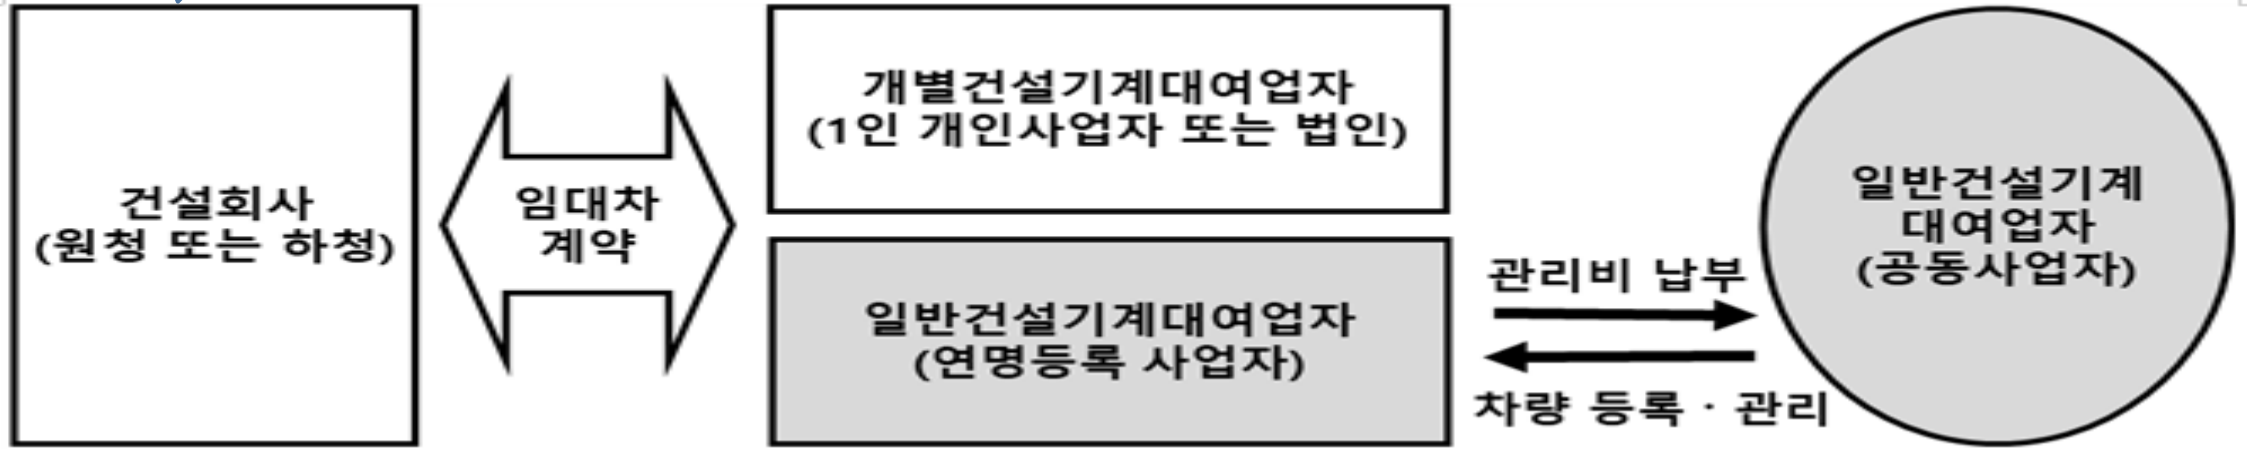 건설회사
(원청 또는 하청)
임대차
계약
개별건설기계대여업자
(1인 개인사업자 또는 법인)
일반건설기계대여업자
(연명등록 사업자)
관리비 납부
차량 등록 · 관리
일반건설기계
대여업자
(공동사업자)